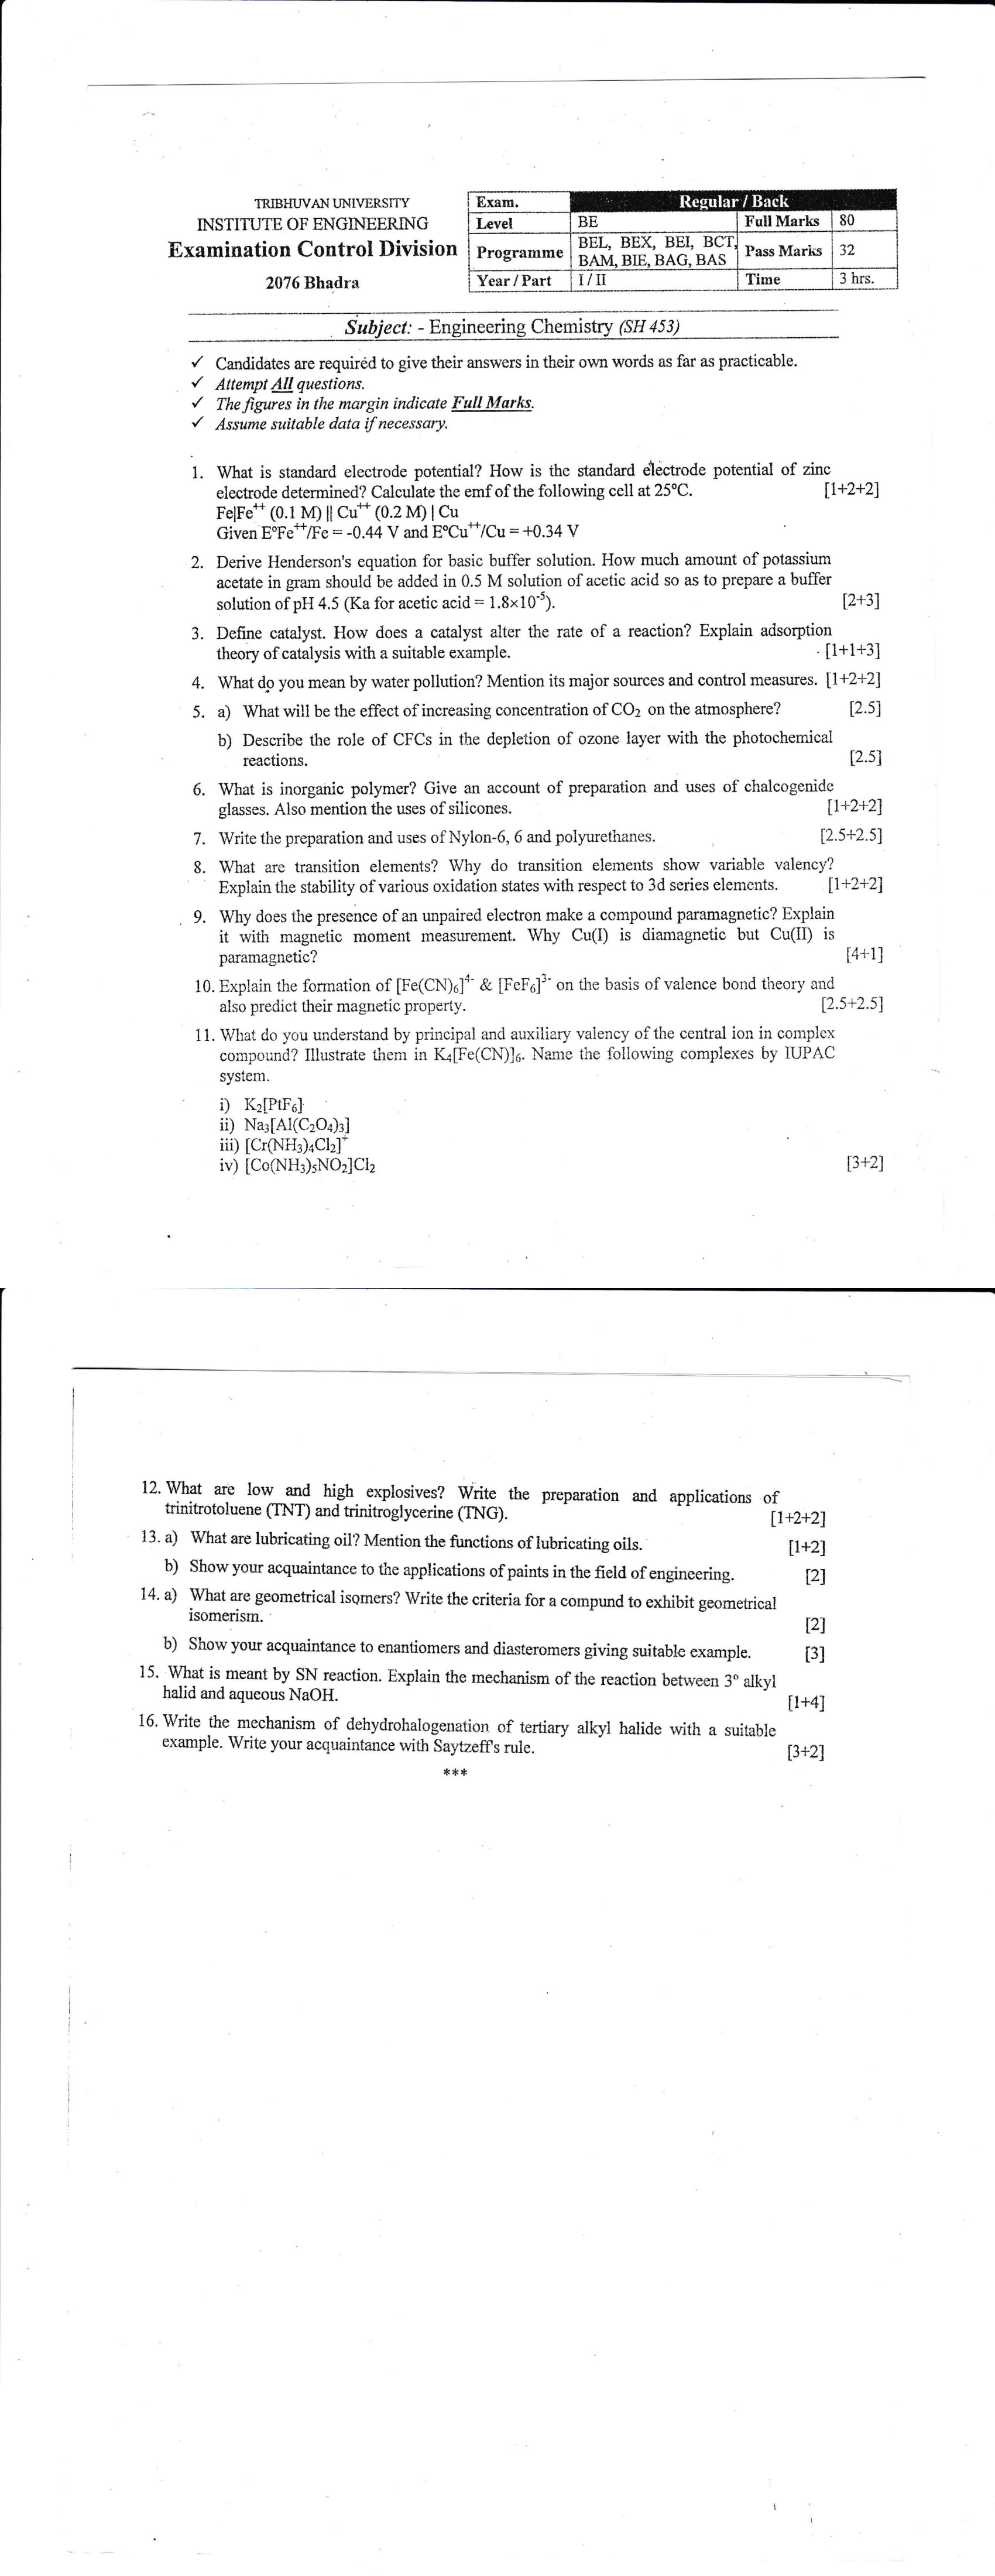 TRIBHUVAN UNIVERSITY
INSTITUTE OF ENGINEERING
Examination Control Division
2076 Bhadra
Exam. Regular / Back
Level BE Full Marks 80
Programme BEL, BEX, BEI, BCT, BAM, BIE, BAG, BAS Pass Marks 32
Year / Part I / II Time 3 hrs.
Subject: - Engineering Chemistry (SH 453)
✓ Candidates are required to give their answers in their own words as far as practicable.
✓ Attempt All questions.
✓ The figures in the margin indicate Full Marks.
✓ Assume suitable data if necessary.
1. What is standard electrode potential? How is the standard electrode potential of zinc
electrode determined? Calculate the emf of the following cell at 25°C. [1+2+2]
Fe|Fe⁺⁺ (0.1 M) || Cu⁺⁺ (0.2 M) | Cu
Given E°Fe⁺⁺/Fe = -0.44 V and E°Cu⁺⁺/Cu = +0.34 V
2. Derive Henderson's equation for basic buffer solution. How much amount of potassium
acetate in gram should be added in 0.5 M solution of acetic acid so as to prepare a buffer
solution of pH 4.5 (Ka for acetic acid = 1.8×10⁻⁵). [2+3]
3. Define catalyst. How does a catalyst alter the rate of a reaction? Explain adsorption
theory of catalysis with a suitable example. [1+1+3]
4. What do you mean by water pollution? Mention its major sources and control measures. [1+2+2]
5. a) What will be the effect of increasing concentration of CO₂ on the atmosphere? [2.5]
b) Describe the role of CFCs in the depletion of ozone layer with the photochemical
reactions. [2.5]
6. What is inorganic polymer? Give an account of preparation and uses of chalcogenide
glasses. Also mention the uses of silicones. [1+2+2]
7. Write the preparation and uses of Nylon-6, 6 and polyurethanes. [2.5+2.5]
8. What are transition elements? Why do transition elements show variable valency?
Explain the stability of various oxidation states with respect to 3d series elements. [1+2+2]
9. Why does the presence of an unpaired electron make a compound paramagnetic? Explain
it with magnetic moment measurement. Why Cu(I) is diamagnetic but Cu(II) is
paramagnetic? [4+1]
10. Explain the formation of [Fe(CN)₆]⁴⁻ & [FeF₆]³⁻ on the basis of valence bond theory and
also predict their magnetic property. [2.5+2.5]
11. What do you understand by principal and auxiliary valency of the central ion in complex
compound? Illustrate them in K₄[Fe(CN)]₆. Name the following complexes by IUPAC
system.
i) K₂[PtF₆]
ii) Na₃[Al(C₂O₄)₃]
iii) [Cr(NH₃)₄Cl₂]⁺
iv) [Co(NH₃)₅NO₂]Cl₂ [3+2]
12. What are low and high explosives? Write the preparation and applications of
trinitrotoluene (TNT) and trinitroglycerine (TNG). [1+2+2]
13. a) What are lubricating oil? Mention the functions of lubricating oils. [1+2]
b) Show your acquaintance to the applications of paints in the field of engineering. [2]
14. a) What are geometrical isomers? Write the criteria for a compund to exhibit geometrical
isomerism. [2]
b) Show your acquaintance to enantiomers and diasteromers giving suitable example. [3]
15. What is meant by SN reaction. Explain the mechanism of the reaction between 3° alkyl
halid and aqueous NaOH. [1+4]
16. Write the mechanism of dehydrohalogenation of tertiary alkyl halide with a suitable
example. Write your acquaintance with Saytzeff's rule. [3+2]
***